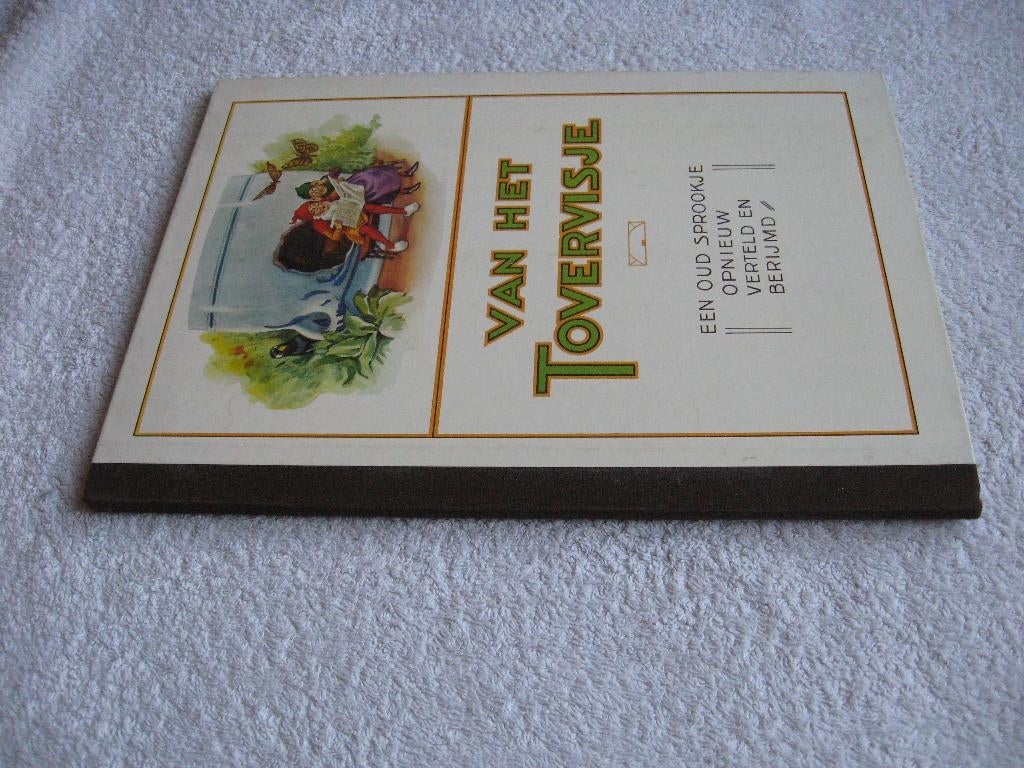 VAN HET
TOVERVISJE
EEN OUD SPROOKJE
OPNIEUW
VERTELD EN
BERIJMD